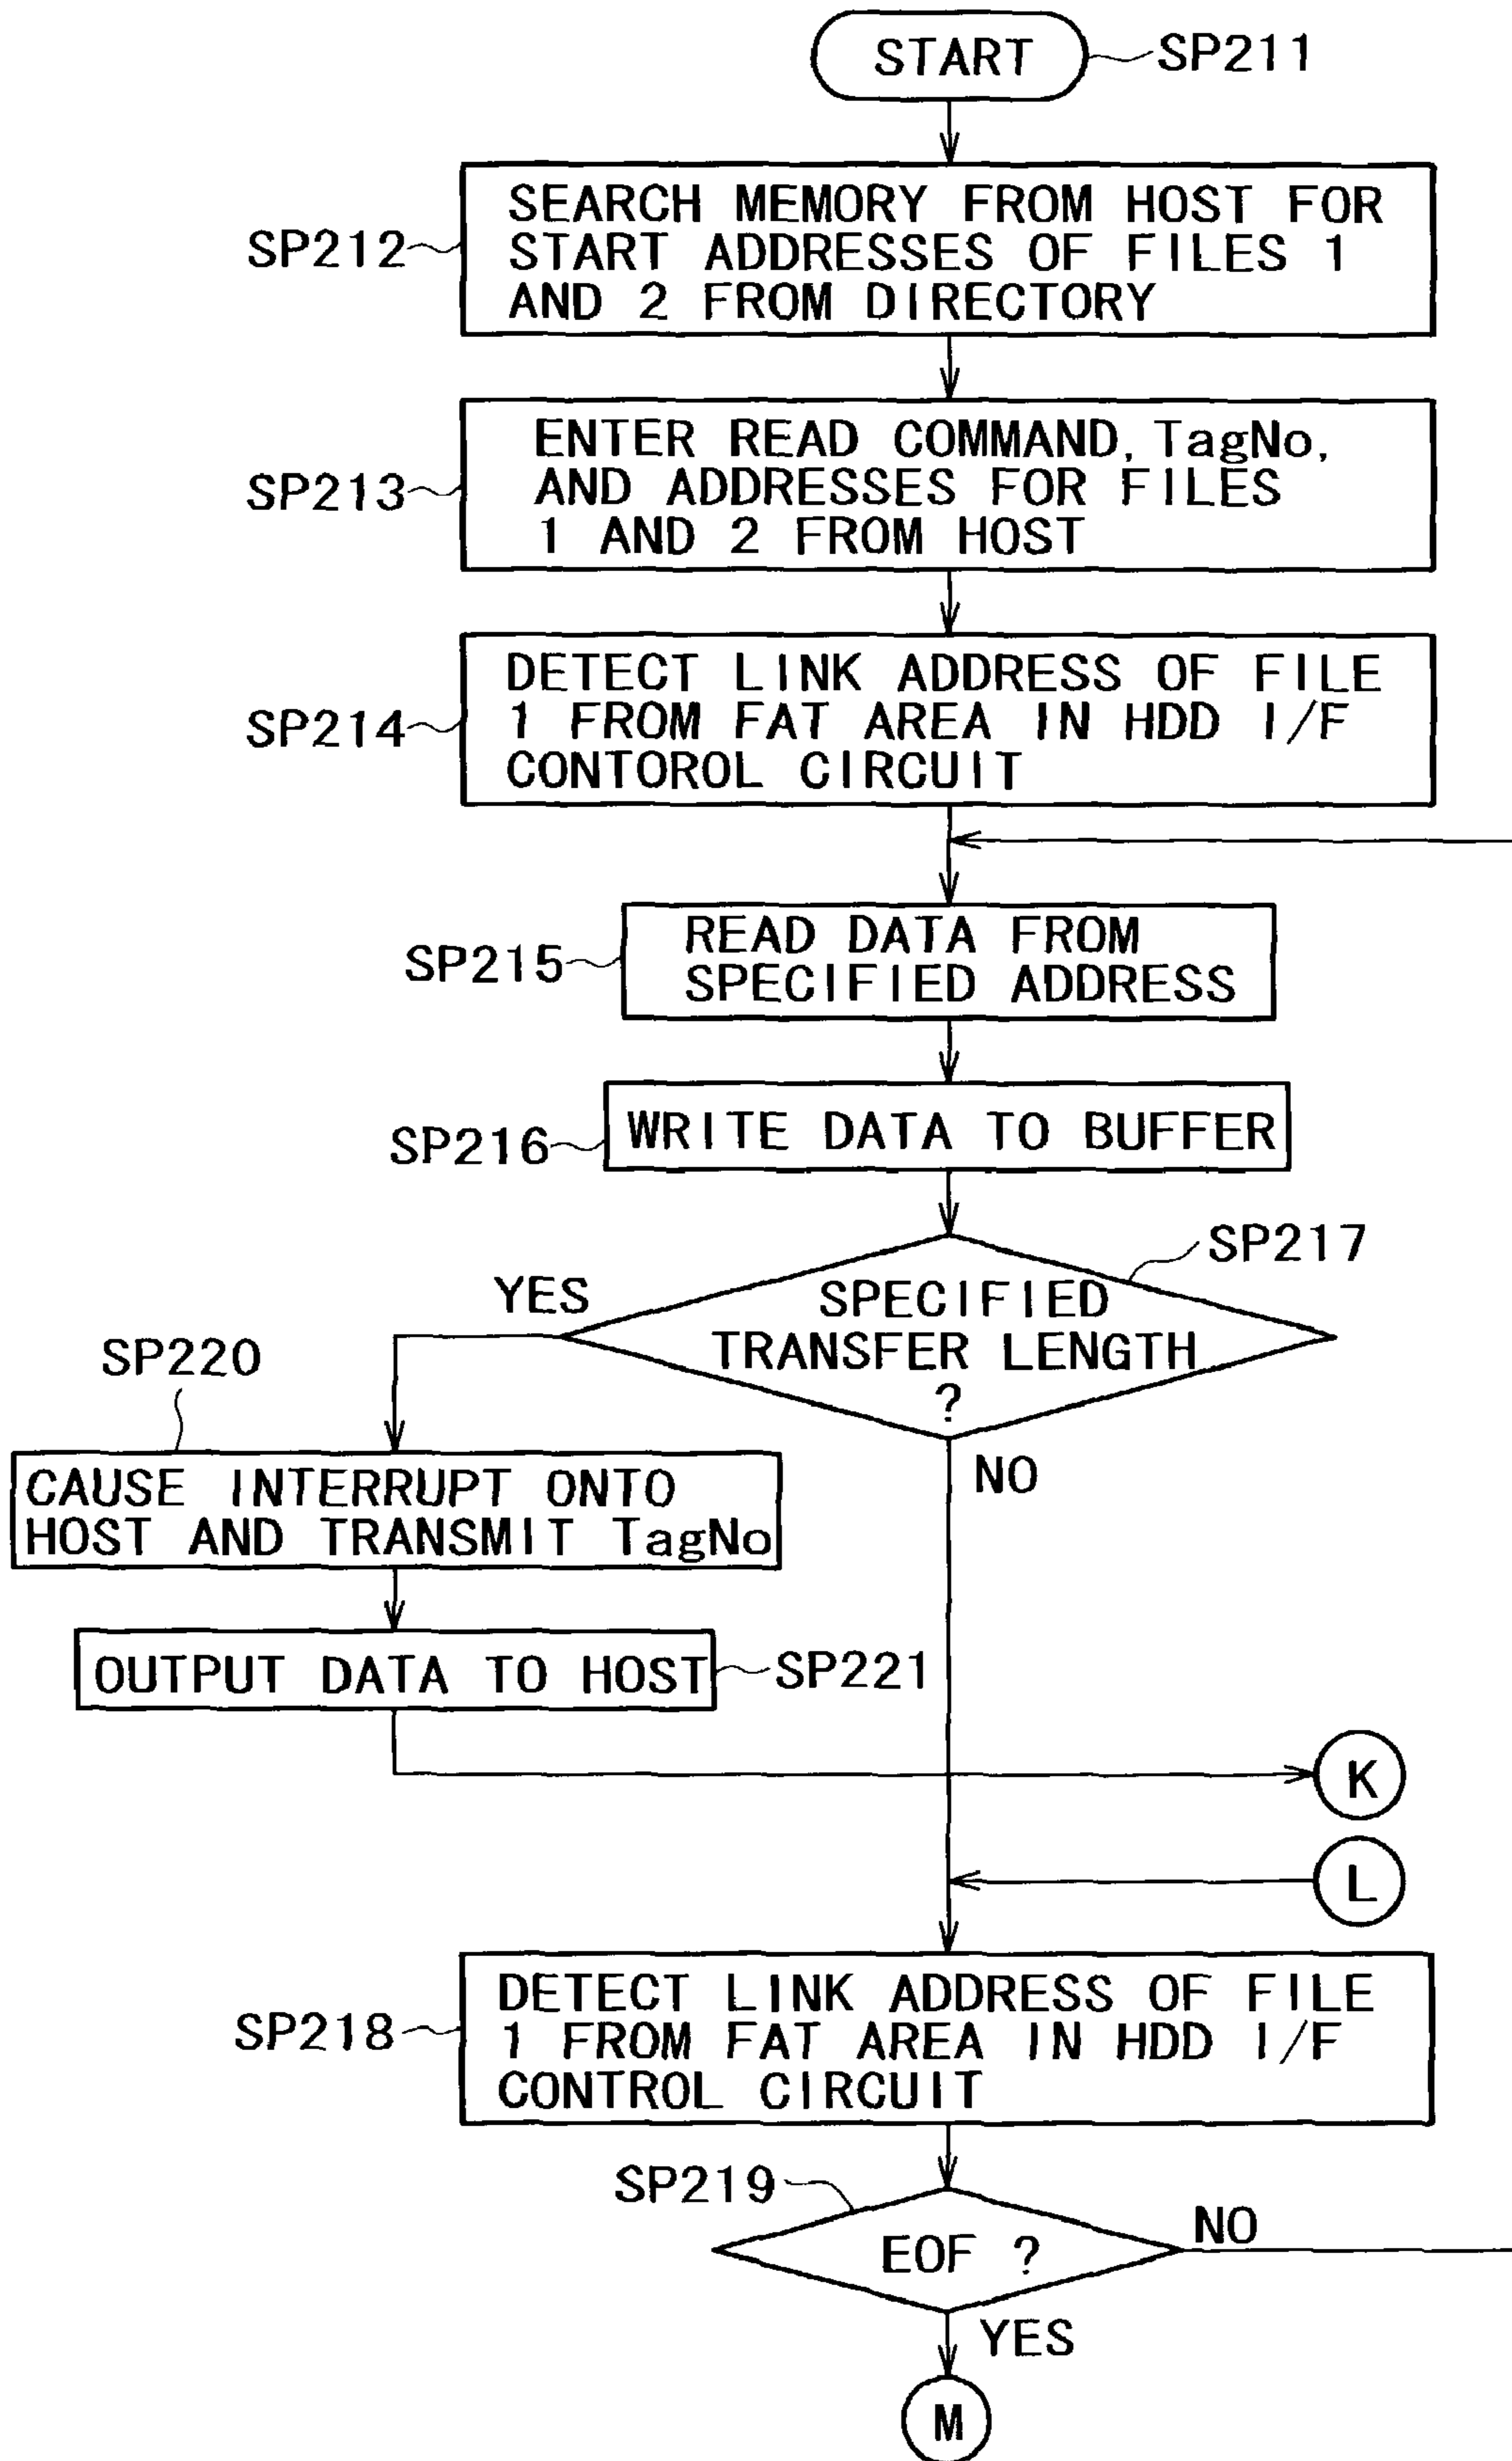 START
SP211
SP212
SEARCH MEMORY FROM HOST FOR
START ADDRESSES OF FILES 1
AND 2 FROM DIRECTORY
SP213
ENTER READ COMMAND, TagNo,
AND ADDRESSES FOR FILES
1 AND 2 FROM HOST
SP214
DETECT LINK ADDRESS OF FILE
1 FROM FAT AREA IN HDD I/F
CONTOROL CIRCUIT
SP215
READ DATA FROM
SPECIFIED ADDRESS
SP216
WRITE DATA TO BUFFER
SP217
YES
SPECIFIED
TRANSFER LENGTH
?
SP220
NO
CAUSE INTERRUPT ONTO
HOST AND TRANSMIT TagNo
OUTPUT DATA TO HOST
SP221
K
L
SP218
DETECT LINK ADDRESS OF FILE
1 FROM FAT AREA IN HDD I/F
CONTROL CIRCUIT
SP219
EOF ?
NO
YES
M